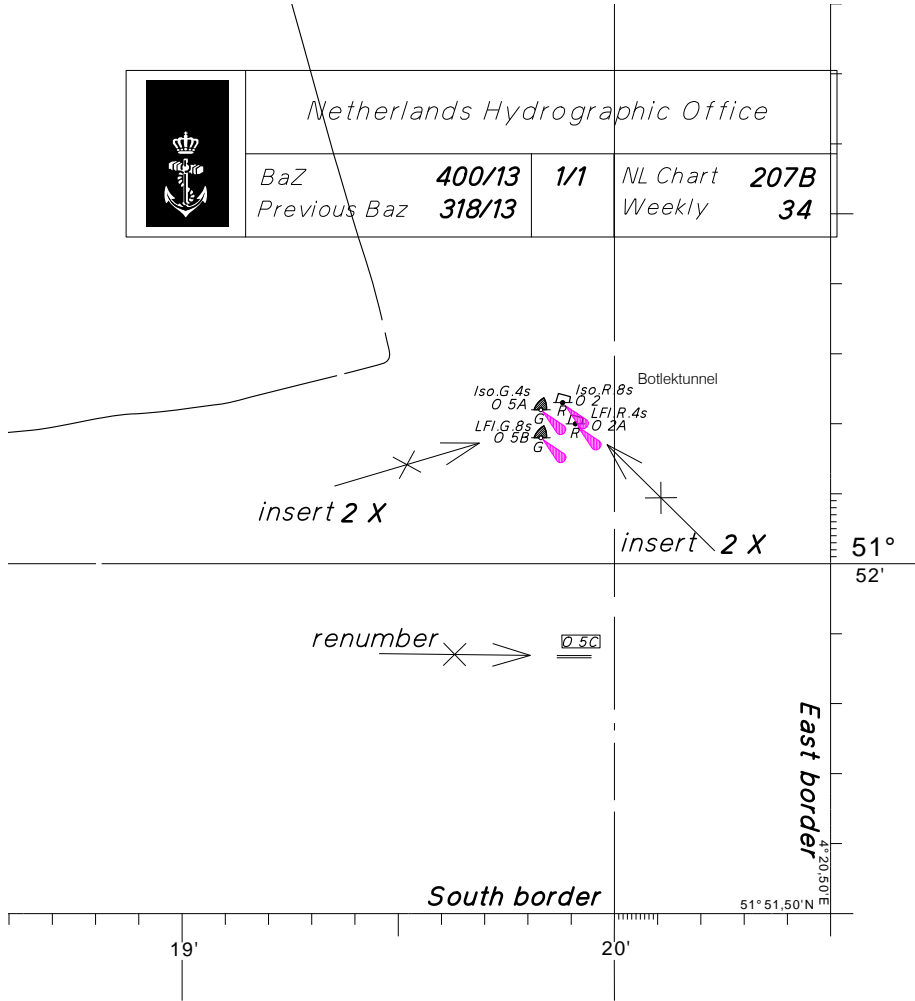 Netherlands Hydrographic Office
BaZ 400/13 1/1 NL Chart 207B
Previous Baz 318/13 Weekly 34
Botlektunnel
Iso.G.4s
O 5A
G
Iso.R.8s
O 2
R
LFl.G.8s
O 5B
G
LFl.R.4s
O 2A
R
insert 2 X
insert 2 X
51°
52'
renumber
O 5C
East border
4°20,50'E
South border
51°51,50'N
19'
20'